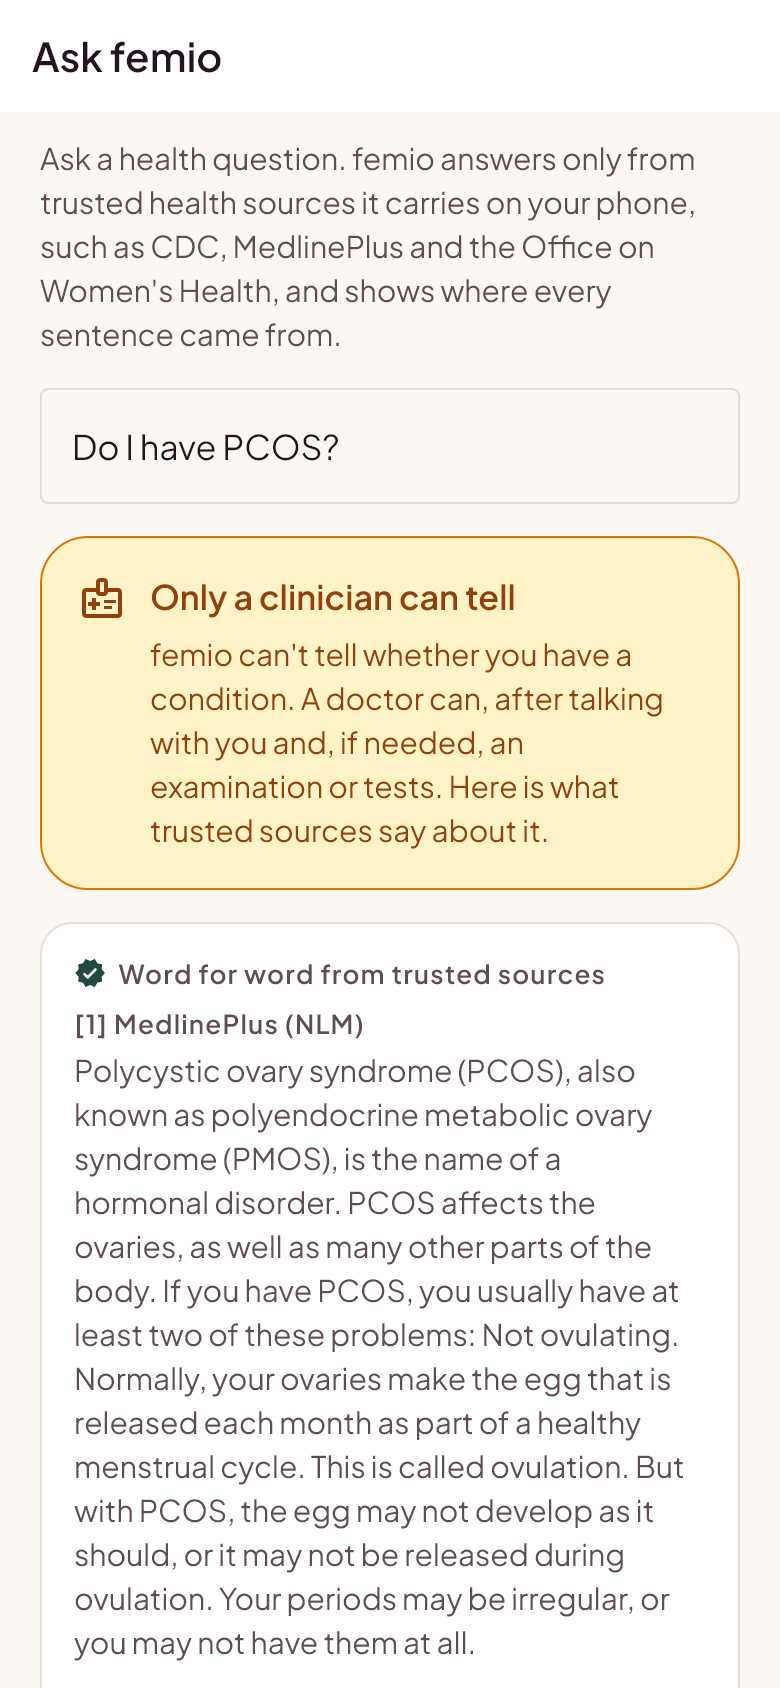 Ask femio
Ask a health question. femio answers only from
trusted health sources it carries on your phone,
such as CDC, MedlinePlus and the Office on
Women's Health, and shows where every
sentence came from.
Do I have PCOS?
Only a clinician can tell
femio can't tell whether you have a
condition. A doctor can, after talking
with you and, if needed, an
examination or tests. Here is what
trusted sources say about it.
Word for word from trusted sources
[1] MedlinePlus (NLM)
Polycystic ovary syndrome (PCOS), also
known as polyendocrine metabolic ovary
syndrome (PMOS), is the name of a
hormonal disorder. PCOS affects the
ovaries, as well as many other parts of the
body. If you have PCOS, you usually have at
least two of these problems: Not ovulating.
Normally, your ovaries make the egg that is
released each month as part of a healthy
menstrual cycle. This is called ovulation. But
with PCOS, the egg may not develop as it
should, or it may not be released during
ovulation. Your periods may be irregular, or
you may not have them at all.